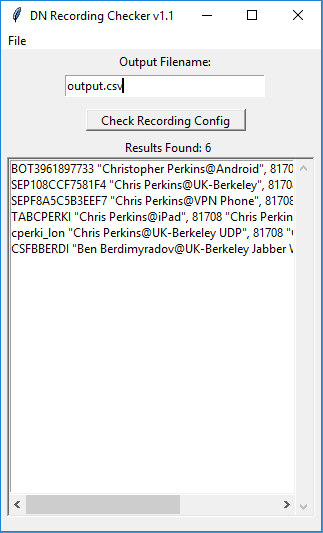 DN Recording Checker v1.1
File
Output Filename:
output.csv
Check Recording Config
Results Found: 6
BOT3961897733 "Christopher Perkins@Android", 8170
SEP108CCF7581F4 "Chris Perkins@UK-Berkeley", 8170
SEPF8A5C5B3EEF7 "Chris Perkins@VPN Phone", 8170
TABCPERKI "Chris Perkins@iPad", 81708 "Chris Perkin
cperki_lon "Chris Perkins@UK-Berkeley UDP", 81708 "
CSFBBERDI "Ben Berdimyradov@UK-Berkeley Jabber